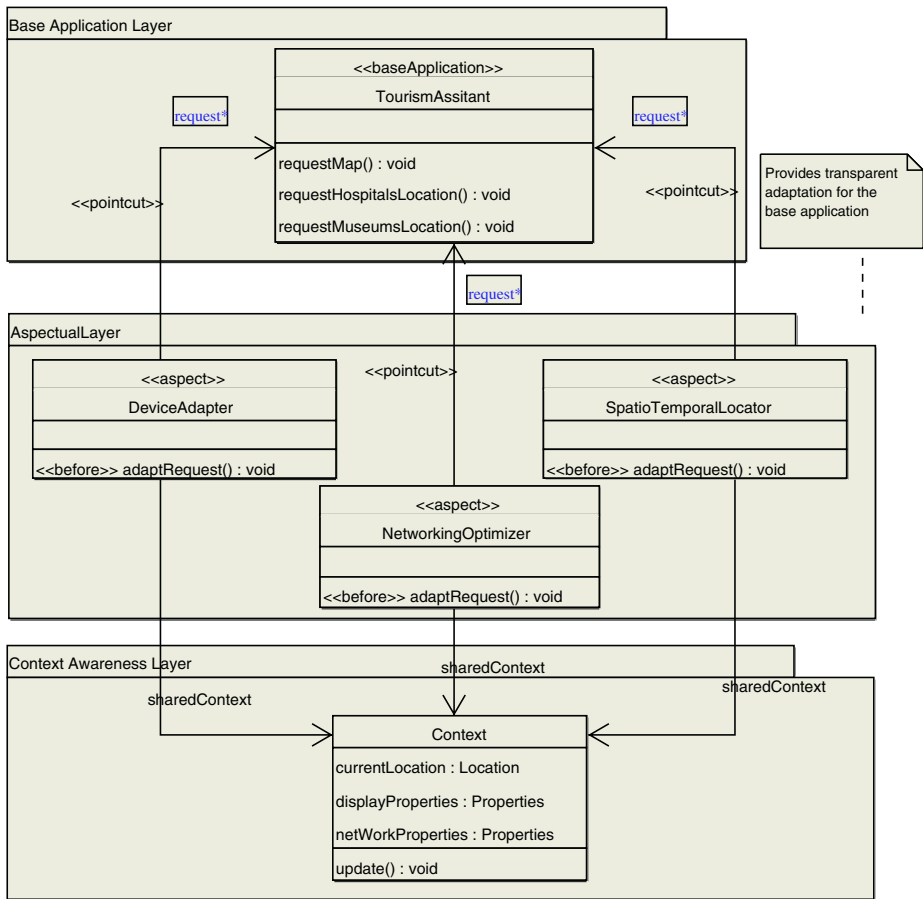 Base Application Layer
<<baseApplication>>
TourismAssitant
request*
request*
requestMap() : void
requestHospitalsLocation() : void
requestMuseumsLocation() : void
<<pointcut>>
<<pointcut>>
Provides transparent
adaptation for the
base application
request*
AspectualLayer
<<pointcut>>
<<aspect>>
DeviceAdapter
<<before>> adaptRequest() : void
<<aspect>>
SpatioTemporalLocator
<<before>> adaptRequest() : void
<<aspect>>
NetworkingOptimizer
<<before>> adaptRequest() : void
Context Awareness Layer
sharedContext
sharedContext
sharedContext
Context
currentLocation : Location
displayProperties : Properties
netWorkProperties : Properties
update() : void